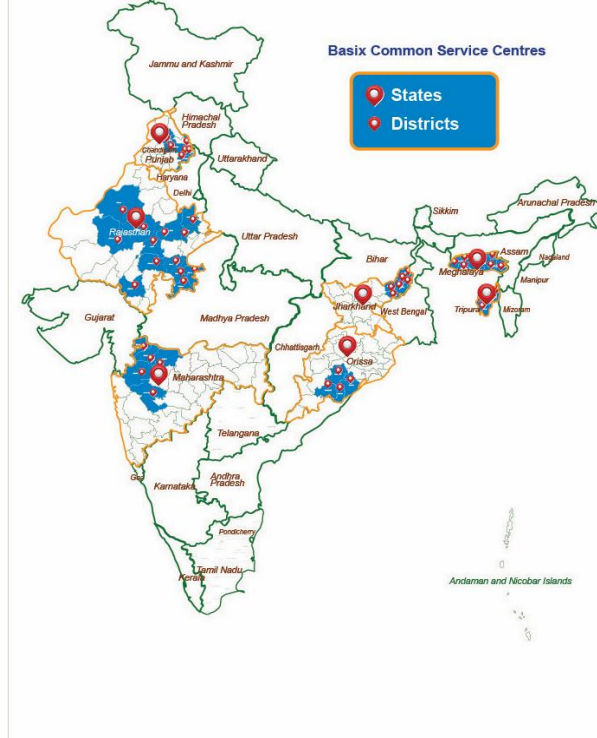 Basix Common Service Centres
States
Districts
Jammu and Kashmir
Himachal
Pradesh
Chandigarh
Punjab
Uttarakhand
Haryana
Delhi
Arunachal Pradesh
Sikkim
Rajasthan
Uttar Pradesh
Assam
Nagaland
Bihar
Meghalaya
Manipur
Jharkhand
West Bengal
Tripura
Mizoram
Gujarat
Madhya Pradesh
Chhattisgarh
Orissa
Maharashtra
Telangana
Goa
Karnataka
Andhra
Pradesh
Pondicherry
Tamil Nadu
Kerala
Andaman and Nicobar Islands